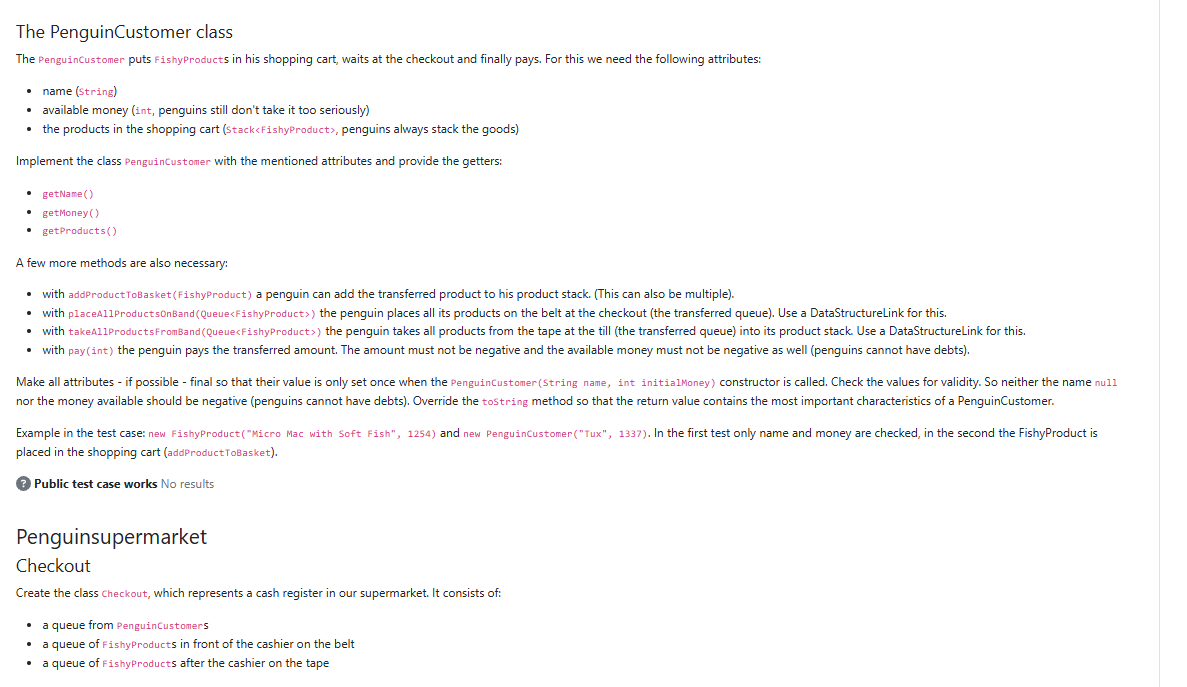 The PenguinCustomer class
The PenguinCustomer puts FishyProducts in his shopping cart, waits at the checkout and finally pays. For this we need the following attributes:
• name (String)
• available money (int, penguins still don't take it too seriously)
• the products in the shopping cart (Stack<FishyProduct>, penguins always stack the goods)
Implement the class PenguinCustomer with the mentioned attributes and provide the getters:
• getName()
• getMoney()
• getProducts()
A few more methods are also necessary:
• with addProductToBasket(FishyProduct) a penguin can add the transferred product to his product stack. (This can also be multiple).
• with placeAllProductsOnBand(Queue<FishyProduct>) the penguin places all its products on the belt at the checkout (the transferred queue). Use a DataStructureLink for this.
• with takeAllProductsFromBand(Queue<FishyProduct>) the penguin takes all products from the tape at the till (the transferred queue) into its product stack. Use a DataStructureLink for this.
• with pay(int) the penguin pays the transferred amount. The amount must not be negative and the available money must not be negative as well (penguins cannot have debts).
Make all attributes - if possible - final so that their value is only set once when the PenguinCustomer(String name, int initialMoney) constructor is called. Check the values for validity. So neither the name null
nor the money available should be negative (penguins cannot have debts). Override the toString method so that the return value contains the most important characteristics of a PenguinCustomer.
Example in the test case: new FishyProduct("Micro Mac with Soft Fish", 1254) and new PenguinCustomer("Tux", 1337). In the first test only name and money are checked, in the second the FishyProduct is
placed in the shopping cart (addProductToBasket).
? Public test case works No results
Penguinsupermarket
Checkout
Create the class Checkout, which represents a cash register in our supermarket. It consists of:
• a queue from PenguinCustomers
• a queue of FishyProducts in front of the cashier on the belt
• a queue of FishyProducts after the cashier on the tape